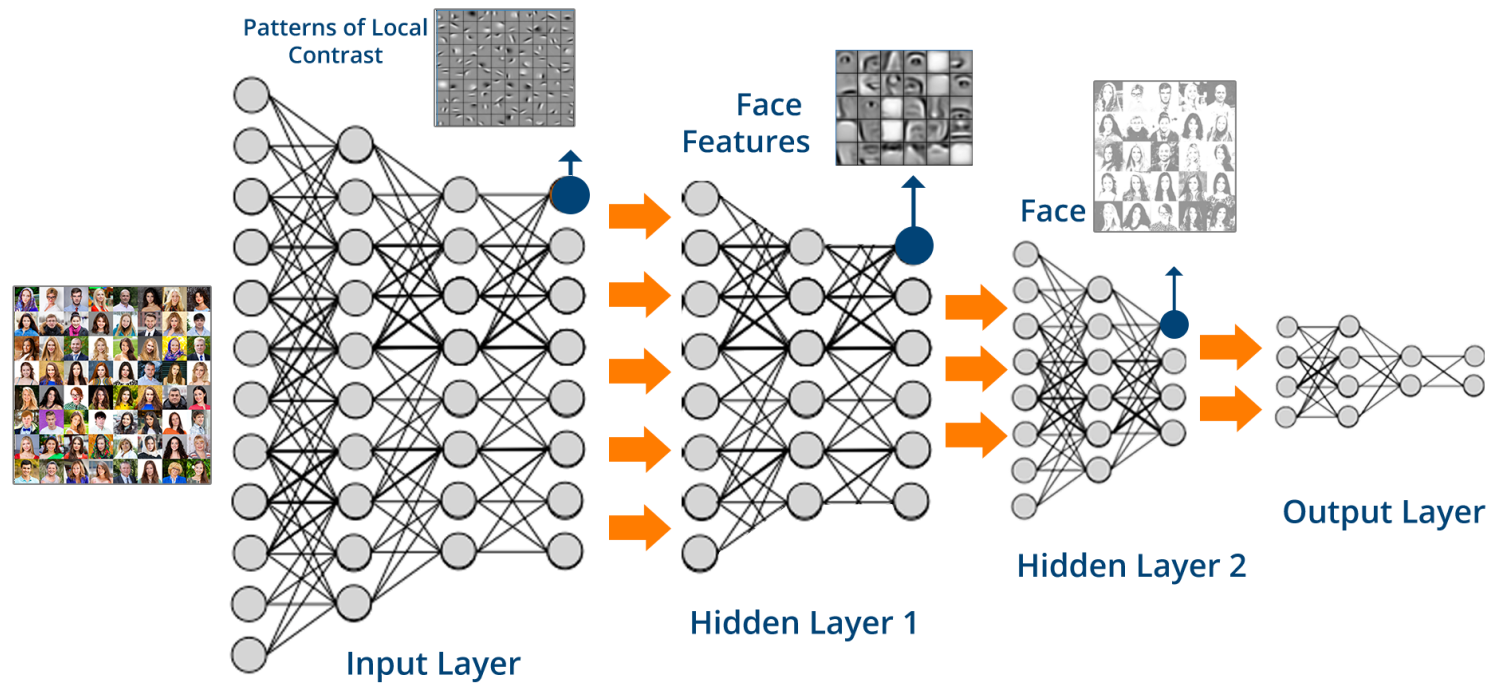 Patterns of Local
Contrast
Face
Features
Face
Input Layer
Hidden Layer 1
Hidden Layer 2
Output Layer